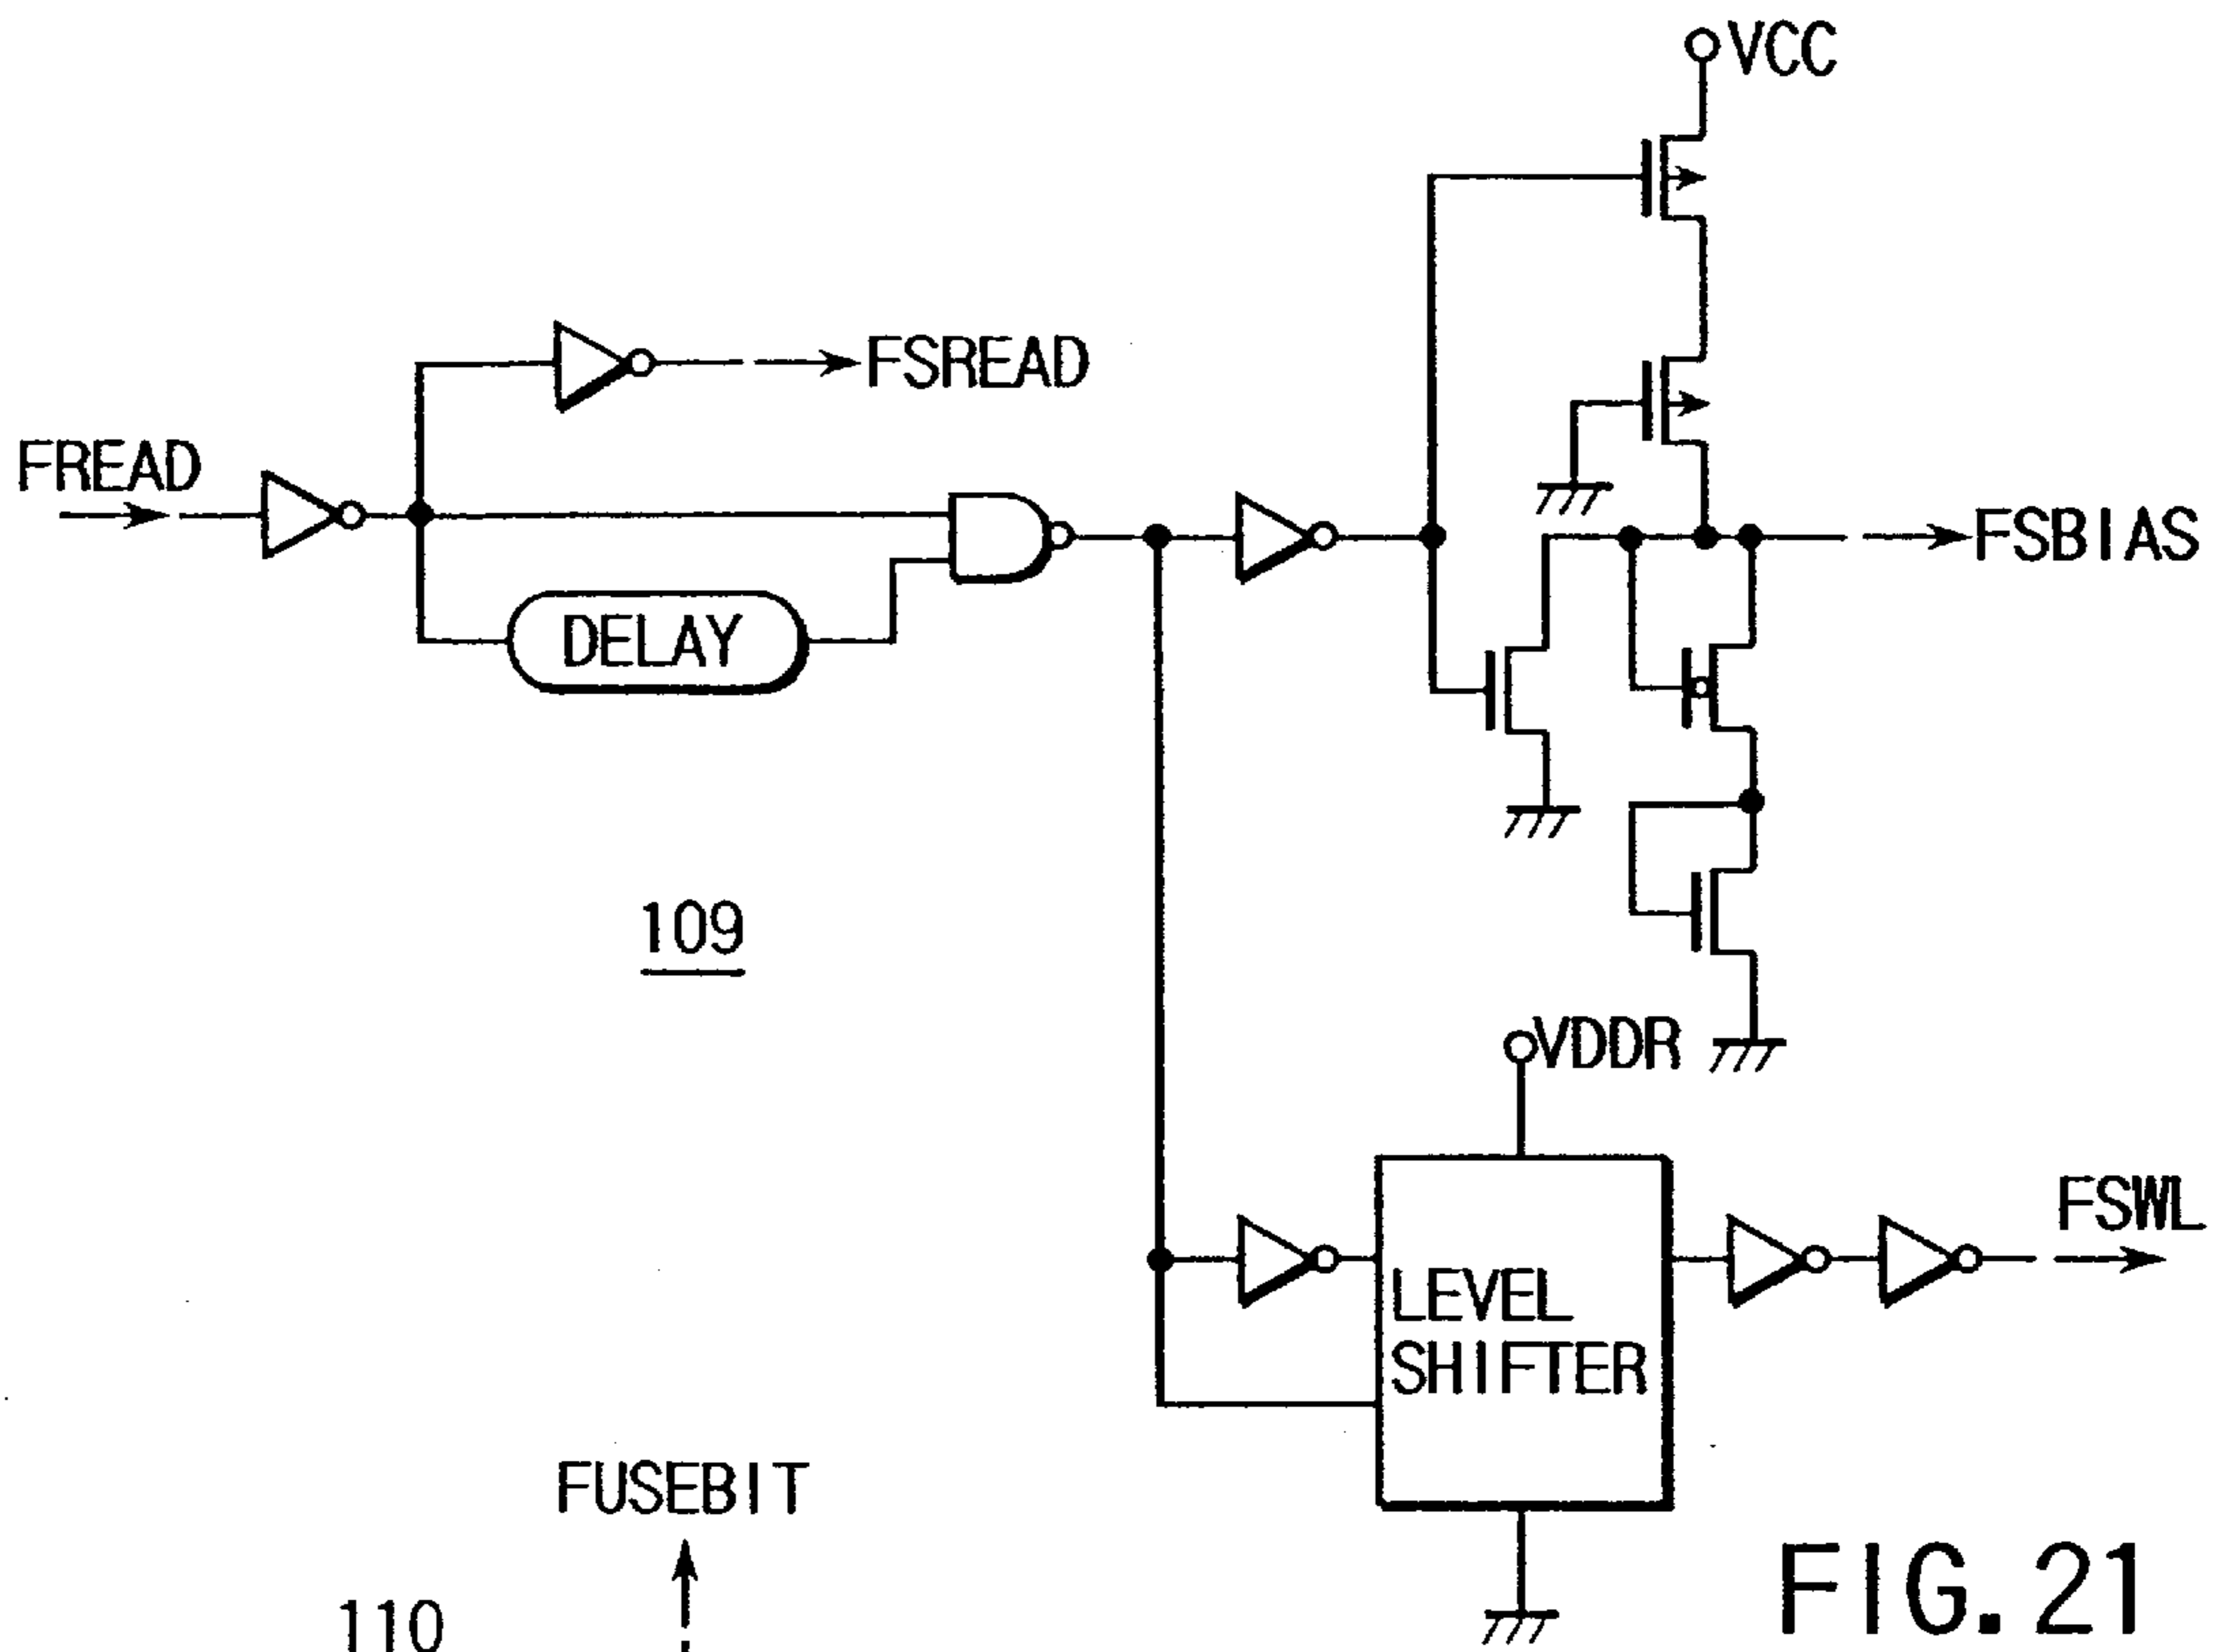 VCC
FSREAD
FREAD
FSBIAS
DELAY
109
VDDR
FSWL
LEVEL
SHIFTER
FUSEBIT
110
FIG. 21